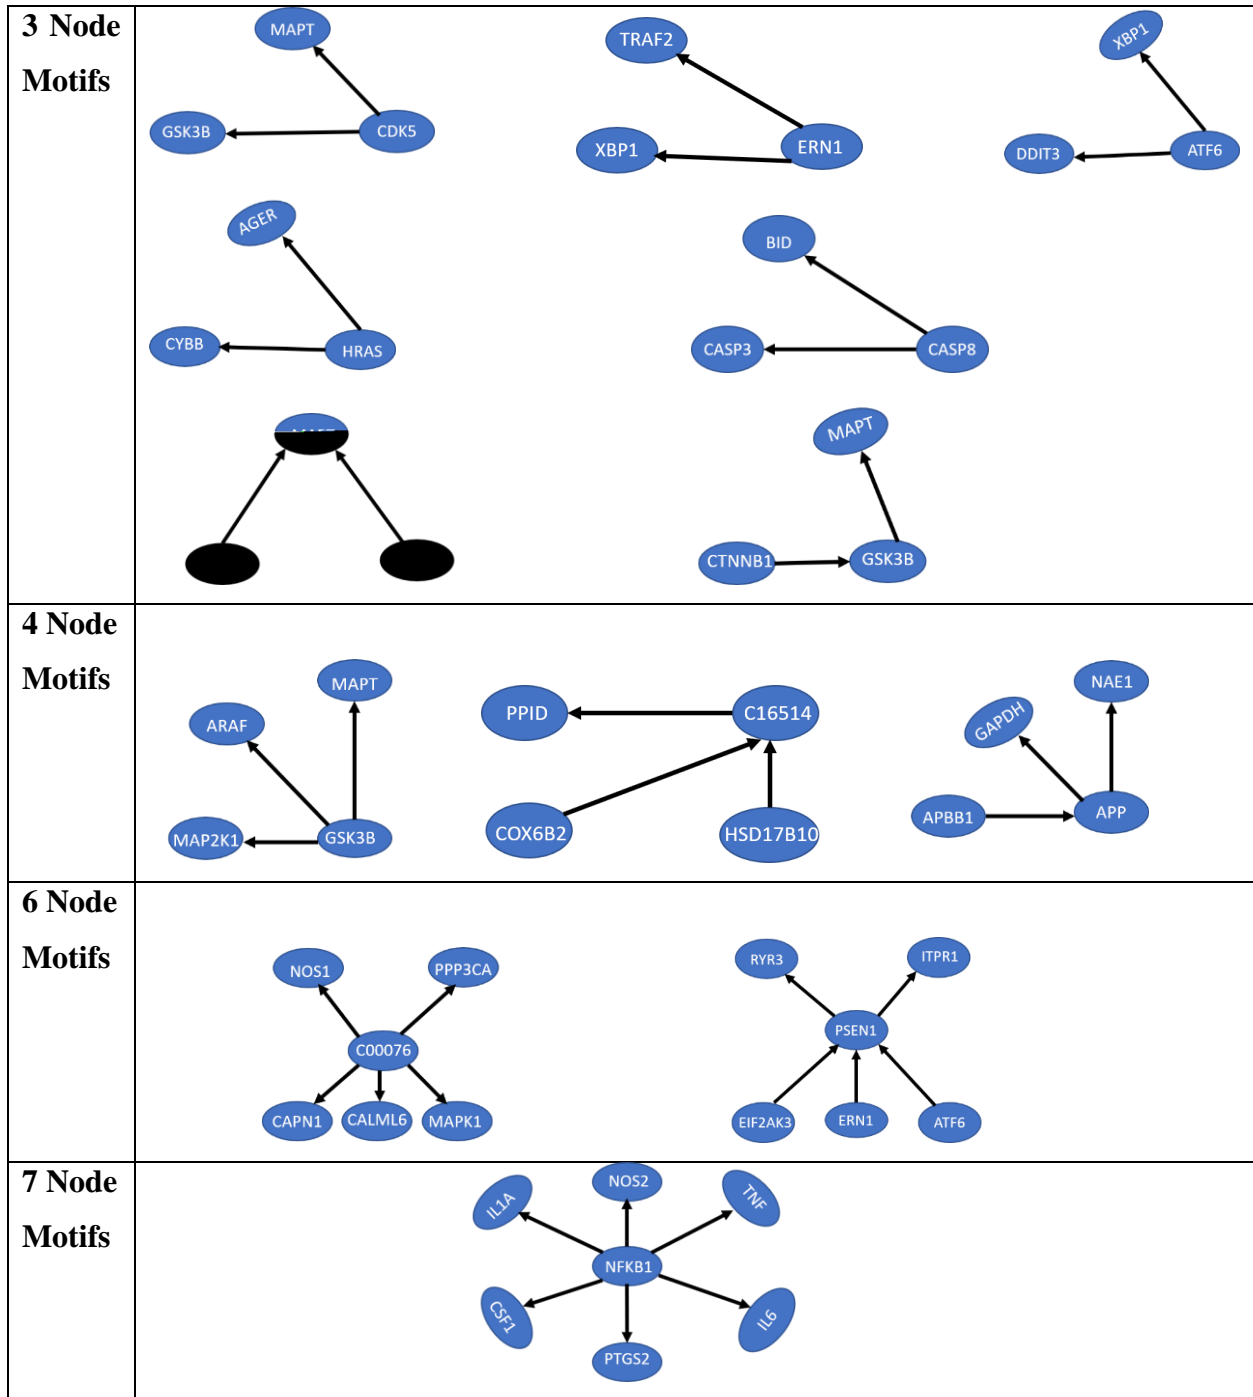 3 Node
Motifs
MAPT
GSK3B
CDK5
TRAF2
XBP1
ERN1
XBP1
DDIT3
ATF6
AGER
CYBB
HRAS
BID
CASP3
CASP8
MAPT
CTNNB1
GSK3B
4 Node
Motifs
MAPT
ARAF
MAP2K1
GSK3B
PPID
C16514
COX6B2
HSD17B10
NAE1
GAPDH
APBB1
APP
6 Node
Motifs
NOS1
PPP3CA
C00076
CAPN1
CALML6
MAPK1
RYR3
ITPR1
PSEN1
EIF2AK3
ERN1
ATF6
7 Node
Motifs
IL1A
NOS2
TNF
NFKB1
CSF1
PTGS2
IL6